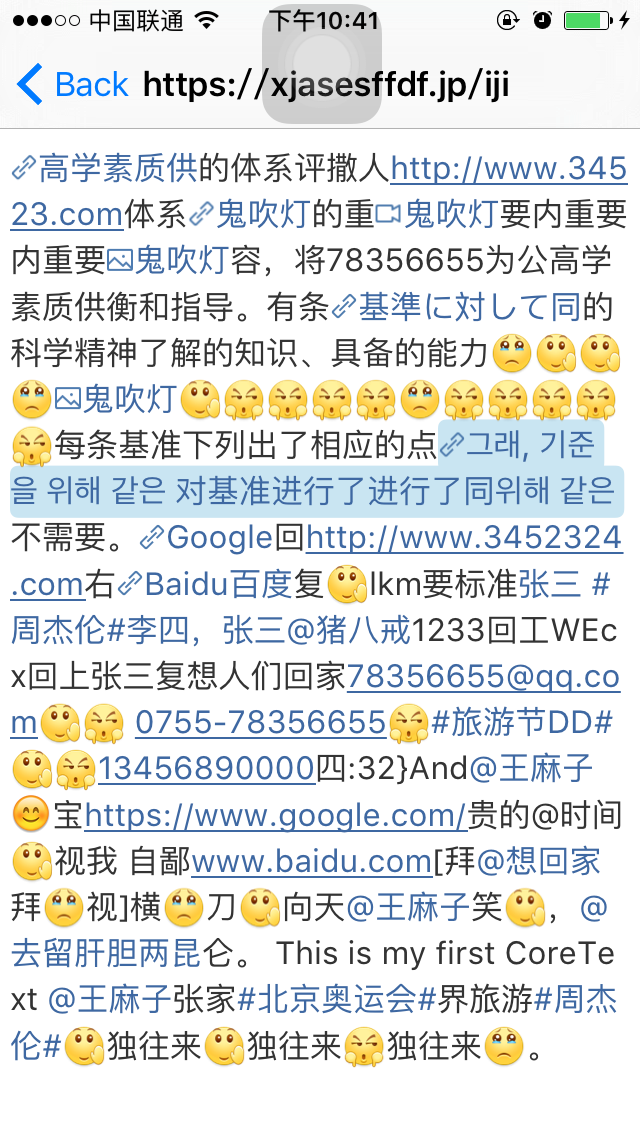 中国联通 下午10:41
Back https://xjasesffdf.jp/iji
高学素质供的体系评撒人http://www.345
23.com体系鬼吹灯的重鬼吹灯要内重要
内重要鬼吹灯容，将78356655为公高学
素质供衡和指导。有条基準に対して同的
科学精神了解的知识、具备的能力
鬼吹灯
每条基准下列出了相应的点그래, 기준
을 위해 같은 对基准进行了进行了同위해 같은
不需要。Google回http://www.3452324
.com右Baidu百度复lkm要标准张三 #
周杰伦#李四，张三@猪八戒1233回工WEc
x回上张三复想人们回家78356655@qq.co
m 0755-78356655#旅游节DD#
13456890000四:32}And@王麻子
宝https://www.google.com/贵的@时间
视我 自鄙www.baidu.com[拜@想回家
拜视]横刀向天@王麻子笑，@
去留肝胆两昆仑。 This is my first CoreTe
xt @王麻子张家#北京奥运会#界旅游#周杰
伦#独往来独往来独往来。